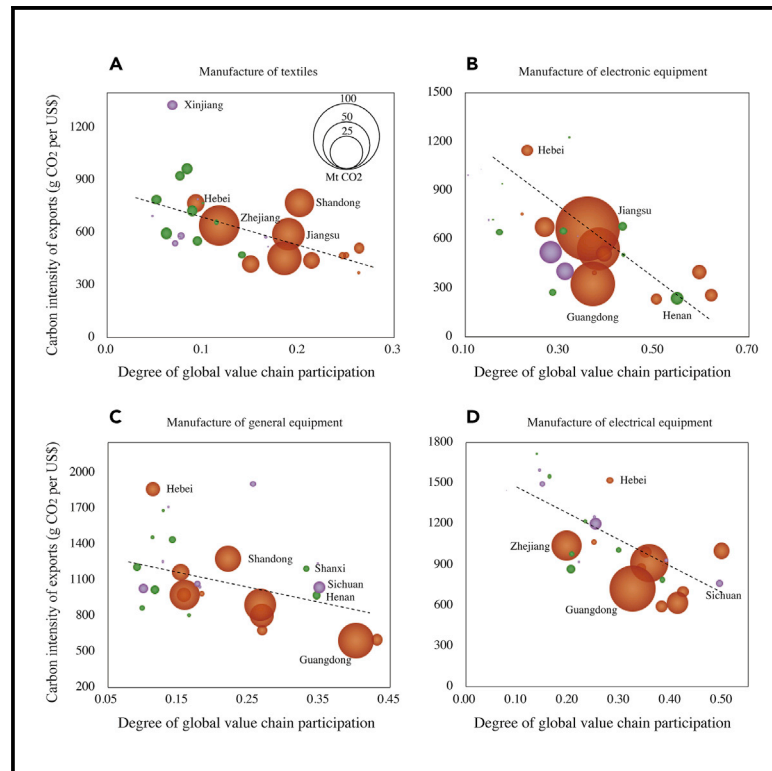 A
Manufacture of textiles
Carbon intensity of exports (g CO2 per US$)
1200
900
600
300
0
0.0
0.1
0.2
0.3
Degree of global value chain participation
Xinjiang
Hebei
Zhejiang
Shandong
Jiangsu
100
50
25
Mt CO2
B
Manufacture of electronic equipment
1500
1200
900
600
300
0
0.10
0.30
0.50
0.70
Degree of global value chain participation
Hebei
Jiangsu
Guangdong
Henan
C
Manufacture of general equipment
Carbon intensity of exports (g CO2 per US$)
2000
1700
1400
1100
800
500
200
0.05
0.15
0.25
0.35
0.45
Degree of global value chain participation
Hebei
Shandong
Šhanxi
Sichuan
Henan
Guangdong
D
Manufacture of electrical equipment
1800
1500
1200
900
600
300
0
0.00
0.10
0.20
0.30
0.40
0.50
Degree of global value chain participation
Hebei
Zhejiang
Guangdong
Sichuan